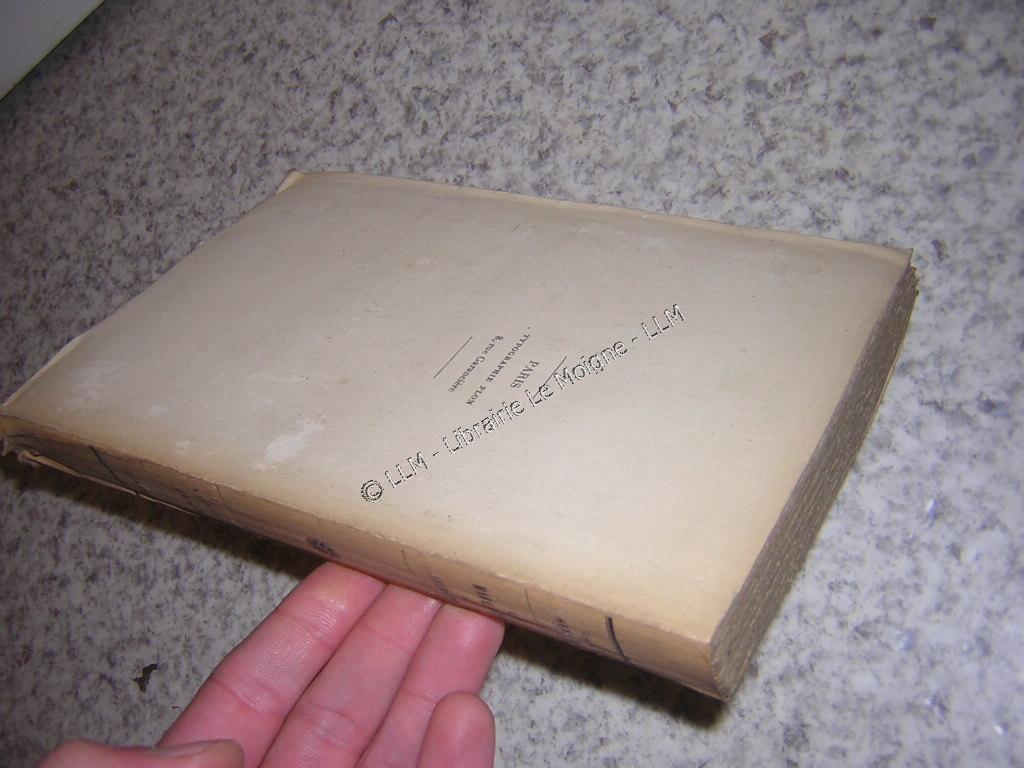 PARIS
TYPOGRAPHIE PLON
8, rue Garancière
© LLM - Librairie Le Moigne - LLM